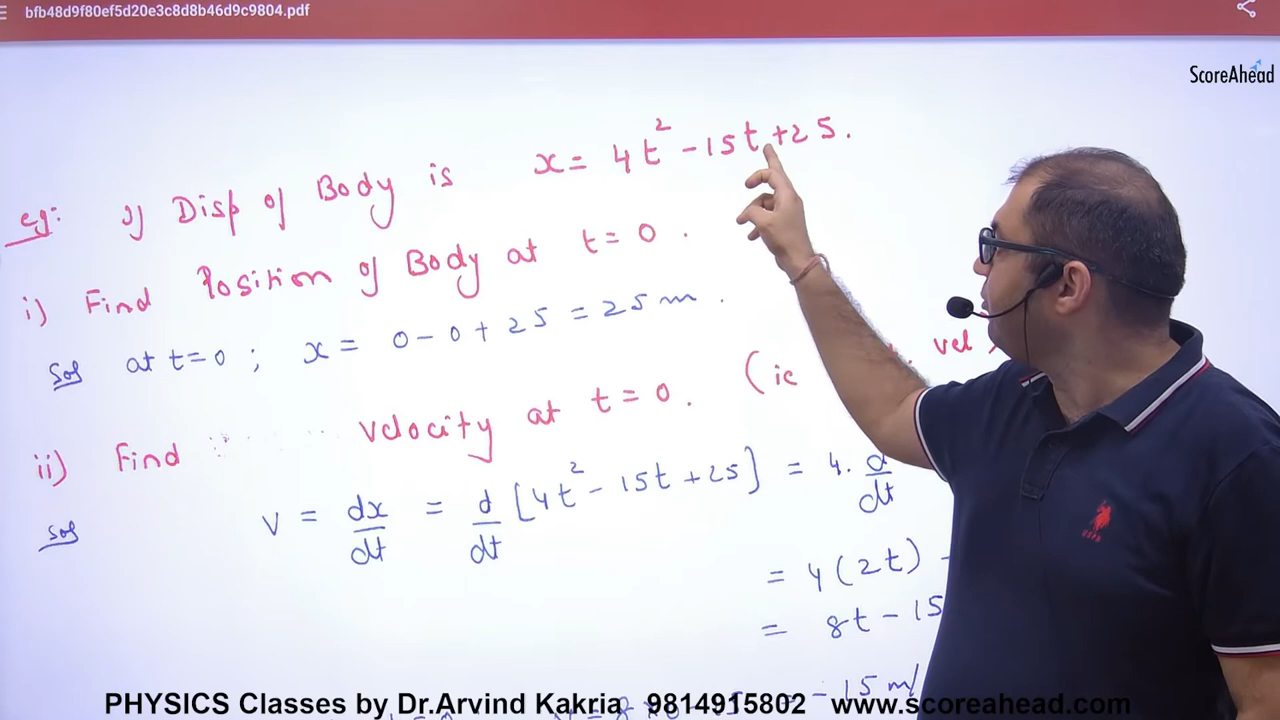 bfb48d9f80ef5d20e3c8d8b46d9c9804.pdf
ScoreAhead
eg: If Disp of Body is x = 4t² - 15t + 25.
i) Find Position of Body at t = 0.
Sol at t = 0 ; x = 0 - 0 + 25 = 25 m.
ii) Find velocity at t = 0. (ie vel
Sol V = dx/dt = d/dt [4t² - 15t + 25] = 4. d/dt
= 4(2t) -
= 8t - 15
= -15 m/
PHYSICS Classes by Dr.Arvind Kakria 9814915802 www.scoreahead.com